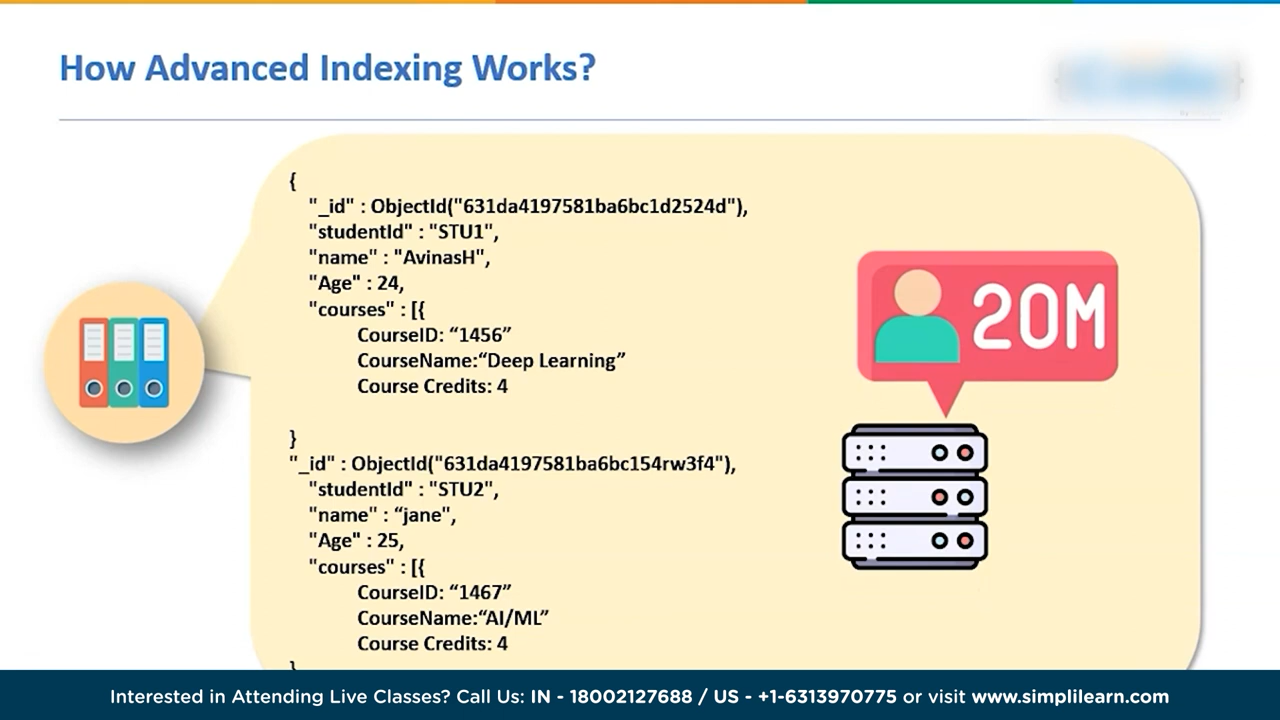 How Advanced Indexing Works?
{
"_id" : ObjectId("631da4197581ba6bc1d2524d"),
"studentId" : "STU1",
"name" : "AvinasH",
"Age" : 24,
"courses" : [{
CourseID: “1456”
CourseName:“Deep Learning”
Course Credits: 4
}
"_id" : ObjectId("631da4197581ba6bc154rw3f4"),
"studentId" : "STU2",
"name" : “jane",
"Age" : 25,
"courses" : [{
CourseID: “1467”
CourseName:“AI/ML”
Course Credits: 4
}
20M
Interested in Attending Live Classes? Call Us: IN - 18002127688 / US - +1-6313970775 or visit www.simplilearn.com